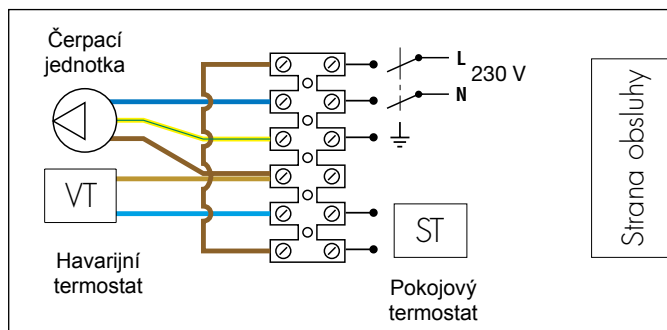 Čerpací
jednotka
L
230 V
N
VT
ST
Havarijní
termostat
Pokojový
termostat
Strana obsluhy